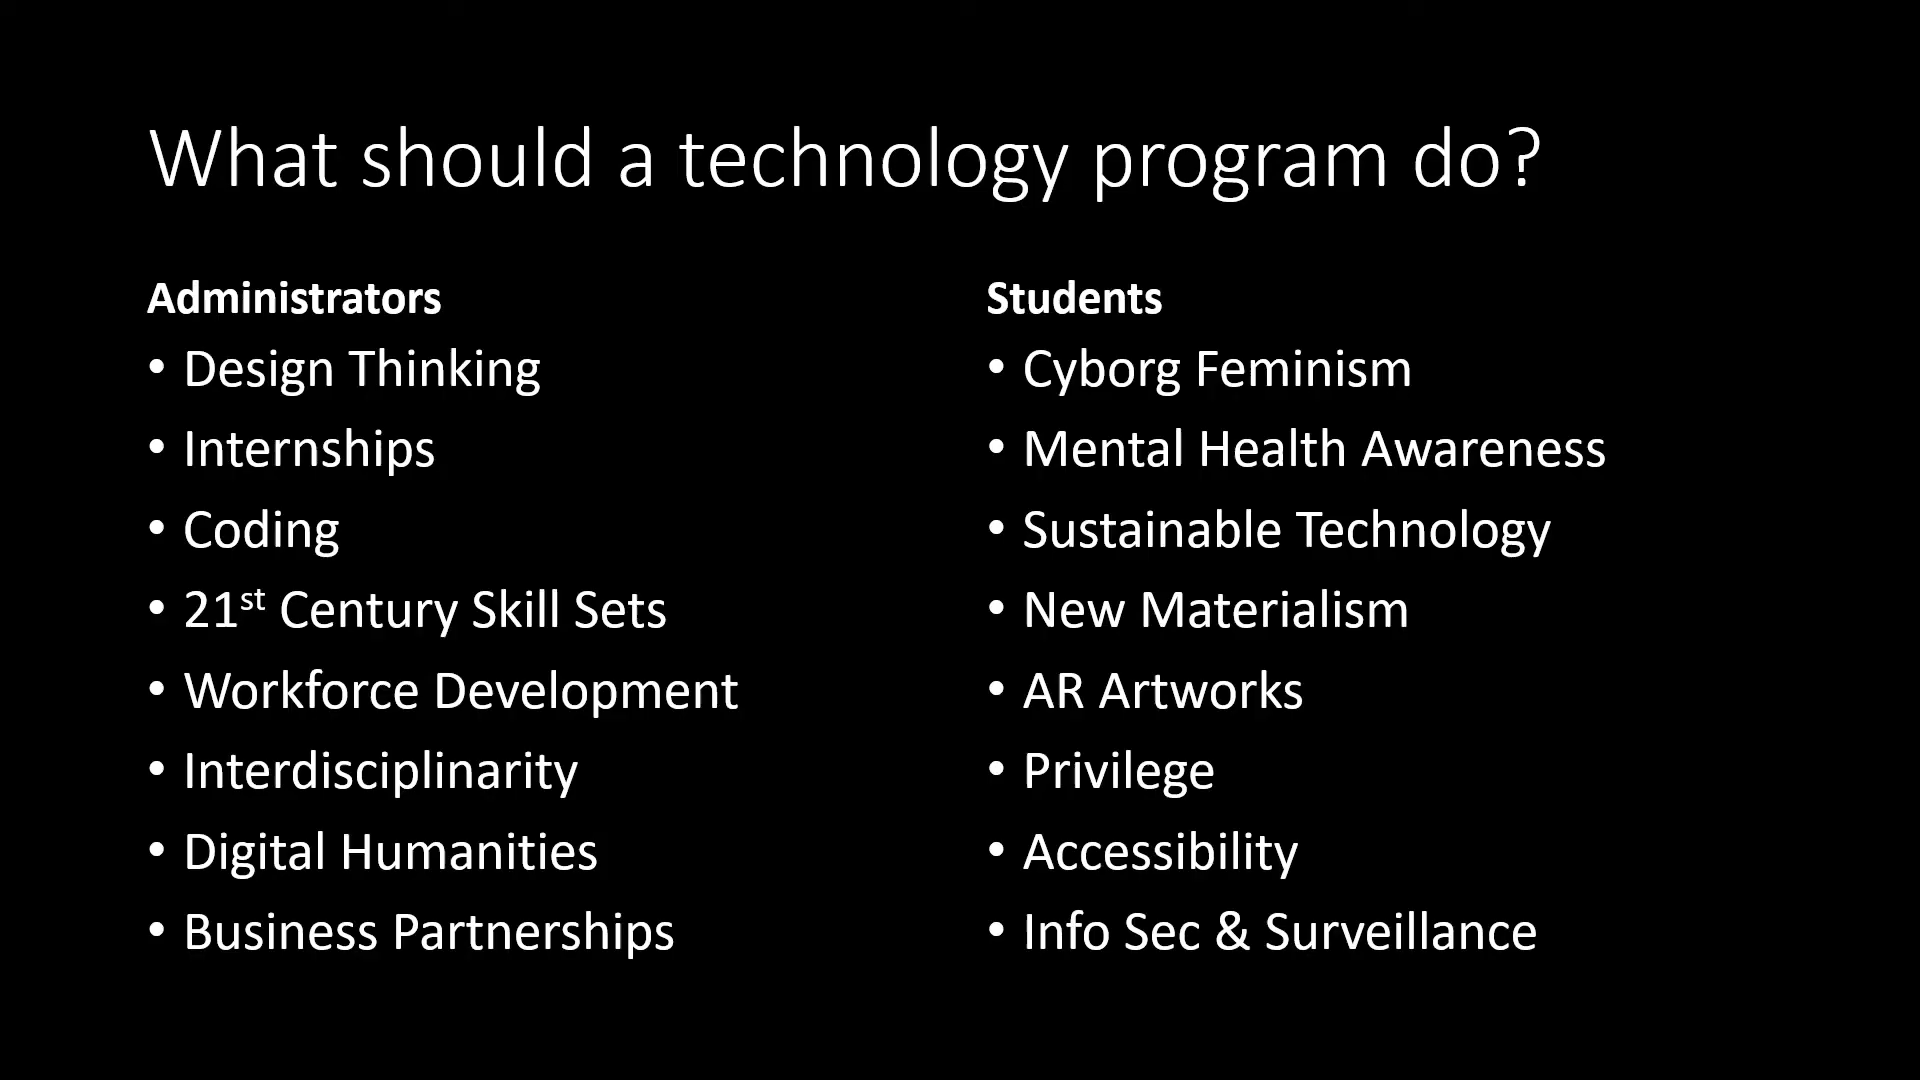 What should a technology program do?
Administrators
• Design Thinking
• Internships
• Coding
• 21st Century Skill Sets
• Workforce Development
• Interdisciplinarity
• Digital Humanities
• Business Partnerships
Students
• Cyborg Feminism
• Mental Health Awareness
• Sustainable Technology
• New Materialism
• AR Artworks
• Privilege
• Accessibility
• Info Sec & Surveillance